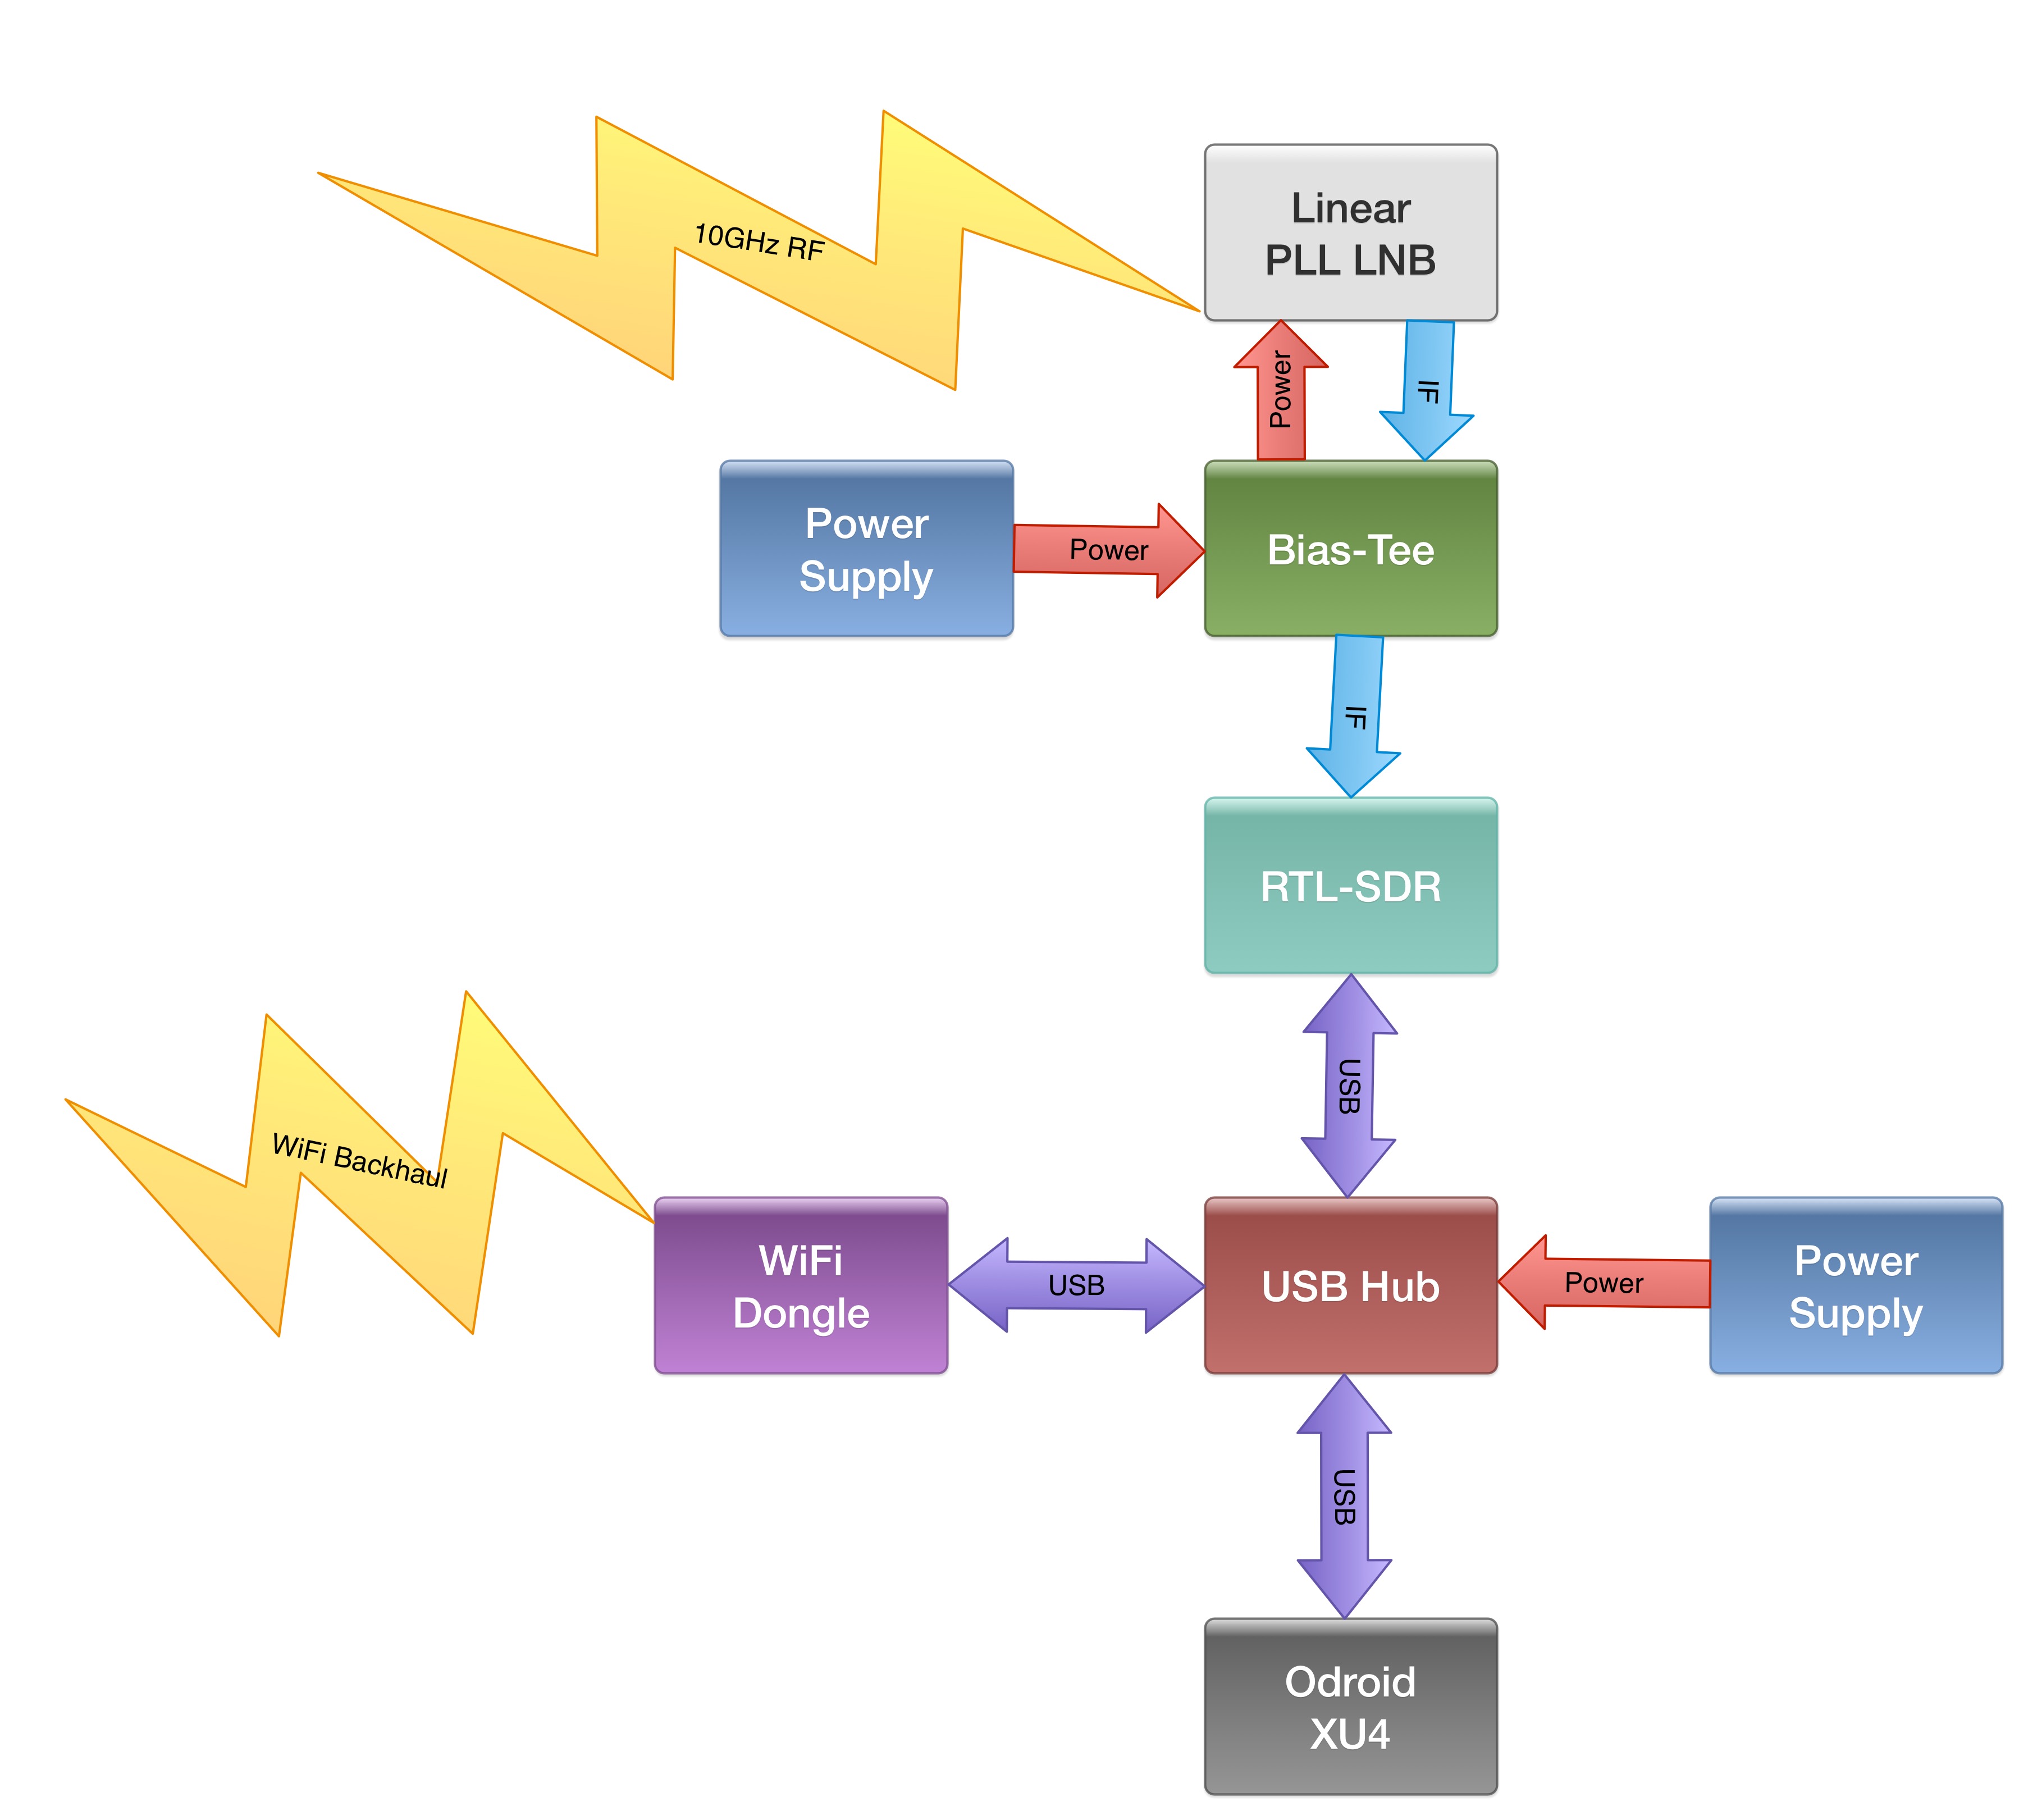 10GHz RF
Linear
PLL LNB
Power
IF
Power
Supply
Power
Bias-Tee
IF
RTL-SDR
USB
WiFi Backhaul
WiFi
Dongle
USB
USB Hub
Power
Power
Supply
USB
Odroid
XU4